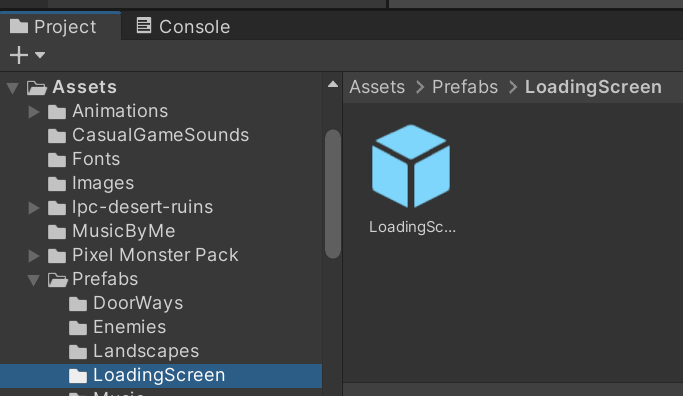 Project
Console
Assets
Animations
CasualGameSounds
Fonts
Images
lpc-desert-ruins
MusicByMe
Pixel Monster Pack
Prefabs
DoorWays
Enemies
Landscapes
LoadingScreen
Music
Assets > Prefabs > LoadingScreen
LoadingSc...